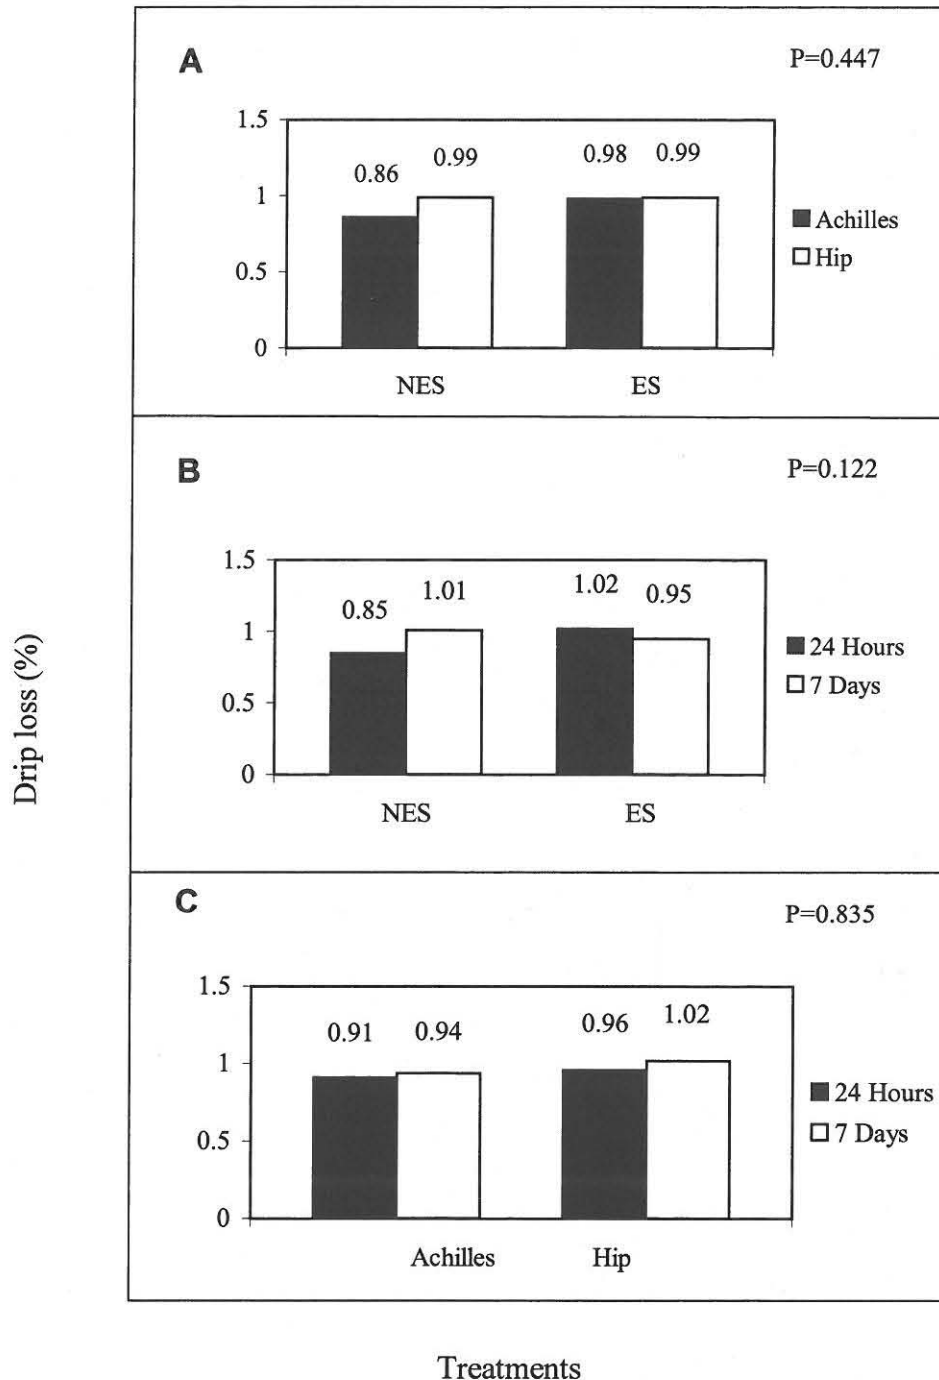 A
P=0.447
1.5
1
0.5
0
0.86
0.99
0.98
0.99
Achilles
Hip
NES
ES
B
P=0.122
1.5
1
0.5
0
0.85
1.01
1.02
0.95
24 Hours
7 Days
NES
ES
C
P=0.835
1.5
1
0.5
0
0.91
0.94
0.96
1.02
24 Hours
7 Days
Achilles
Hip
Drip loss (%)
Treatments